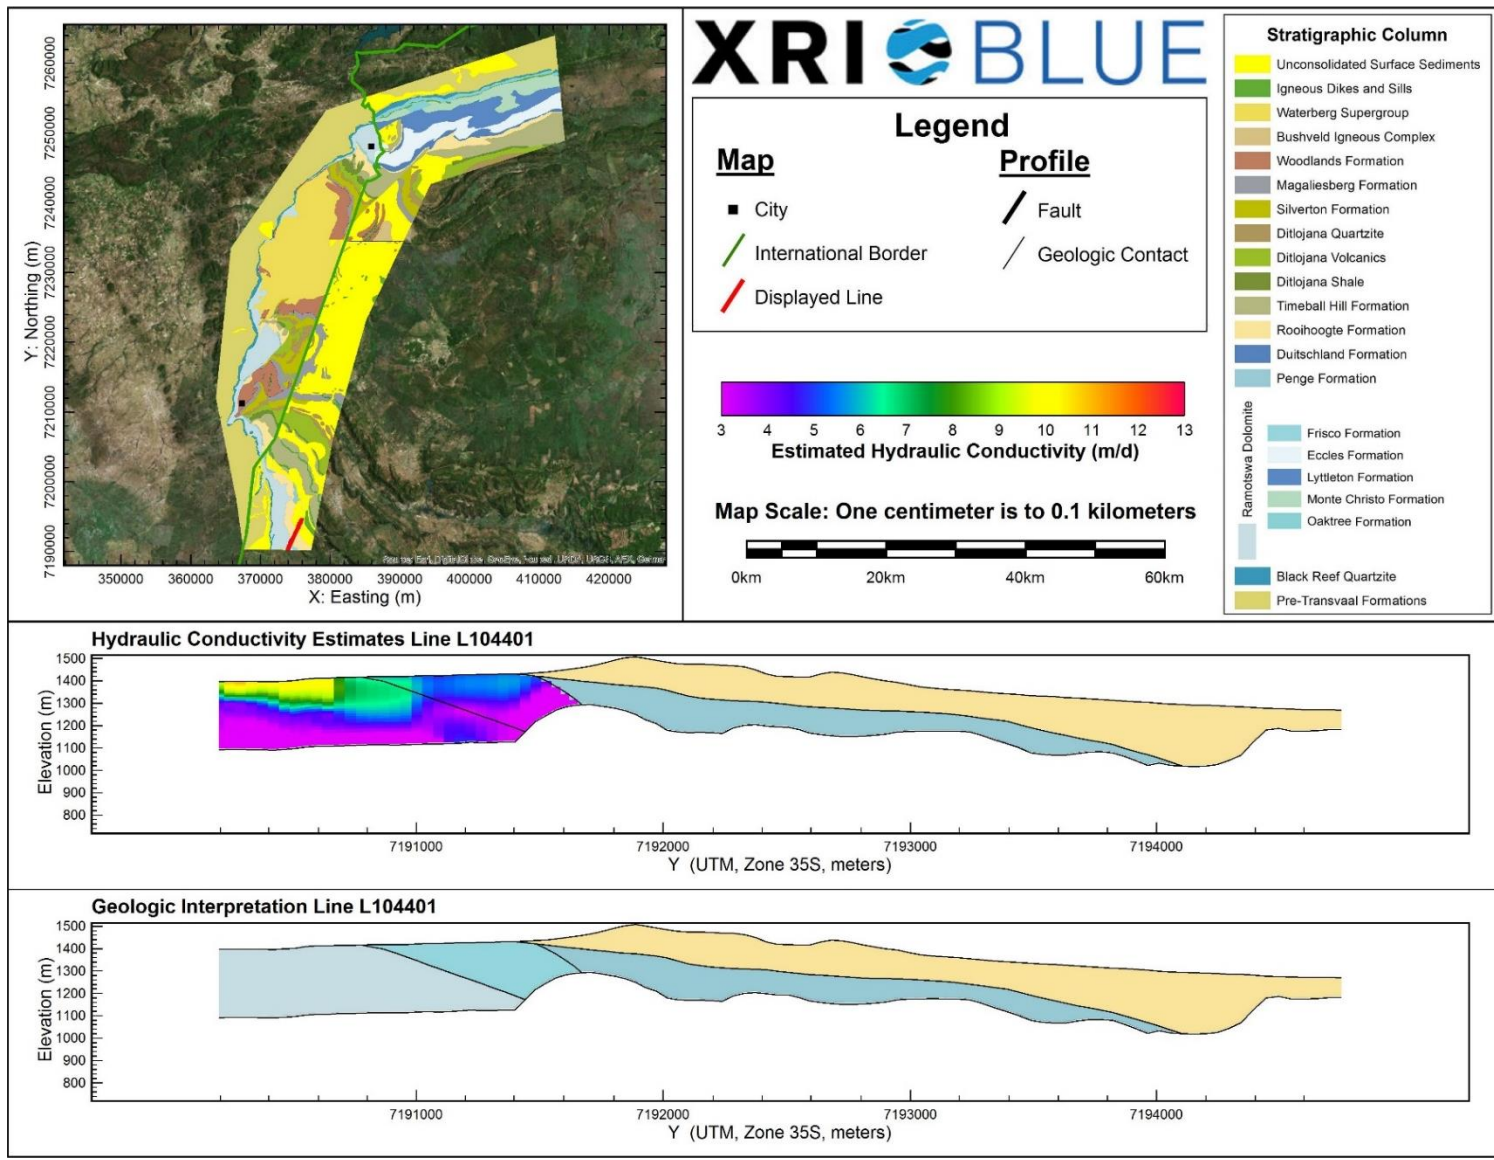 7260000
7250000
7240000
7230000
7220000
7210000
7200000
7190000
Y: Northing (m)
350000 360000 370000 380000 390000 400000 410000 420000
X: Easting (m)
XRI BLUE
Legend
Map
Profile
City
Fault
International Border
Geologic Contact
Displayed Line
3 4 5 6 7 8 9 10 11 12 13
Estimated Hydraulic Conductivity (m/d)
Map Scale: One centimeter is to 0.1 kilometers
0km 20km 40km 60km
Stratigraphic Column
Unconsolidated Surface Sediments
Igneous Dikes and Sills
Waterberg Supergroup
Bushveld Igneous Complex
Woodlands Formation
Magaliesberg Formation
Silverton Formation
Ditlojana Quartzite
Ditlojana Volcanics
Ditlojana Shale
Timeball Hill Formation
Rooihoogte Formation
Duitschland Formation
Penge Formation
Ramotswa Dolomite
Frisco Formation
Eccles Formation
Lyttleton Formation
Monte Christo Formation
Oaktree Formation
Black Reef Quartzite
Pre-Transvaal Formations
Hydraulic Conductivity Estimates Line L104401
1500
1400
1300
1200
1100
1000
900
800
Elevation (m)
7191000 7192000 7193000 7194000
Y (UTM, Zone 35S, meters)
Geologic Interpretation Line L104401
1500
1400
1300
1200
1100
1000
900
800
Elevation (m)
7191000 7192000 7193000 7194000
Y (UTM, Zone 35S, meters)